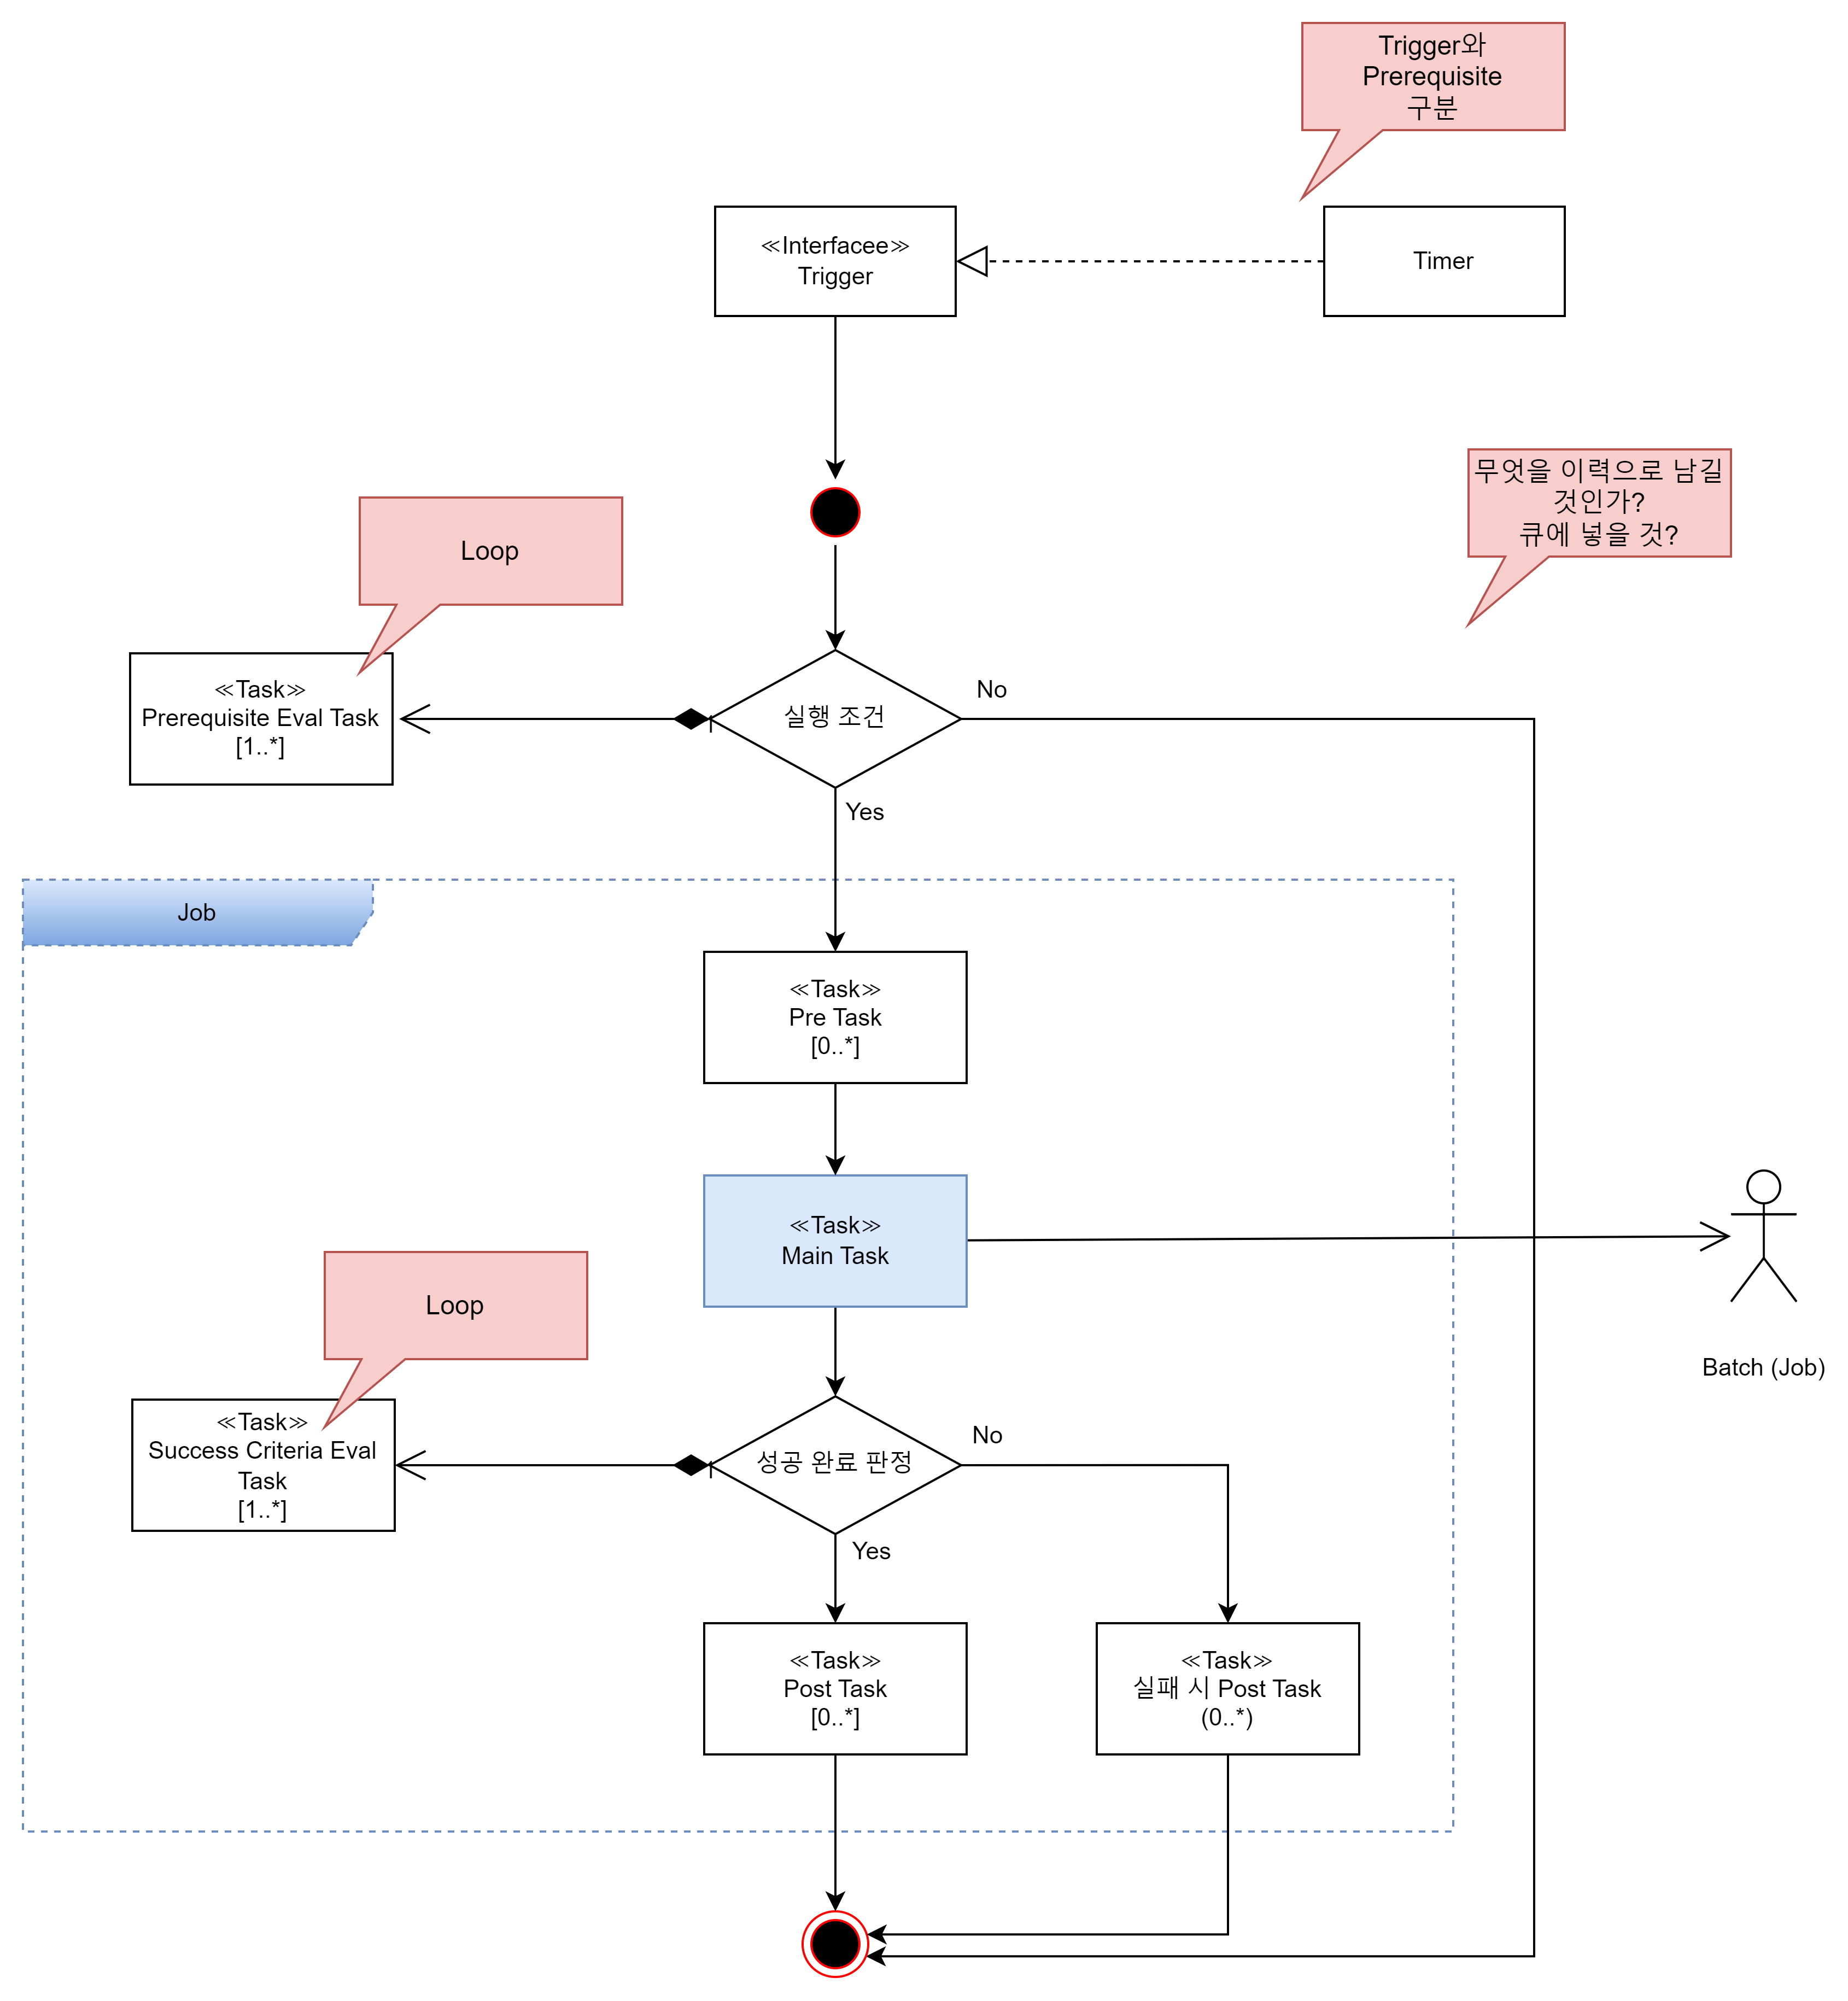 Trigger와
Prerequisite
구분
≪Interfacee≫
Trigger
Timer
무엇을 이력으로 남길
것인가?
큐에 넣을 것?
Loop
≪Task≫
Prerequisite Eval Task
[1..*]
실행 조건
No
Yes
Job
≪Task≫
Pre Task
[0..*]
≪Task≫
Main Task
Batch (Job)
Loop
≪Task≫
Success Criteria Eval
Task
[1..*]
성공 완료 판정
No
Yes
≪Task≫
Post Task
[0..*]
≪Task≫
실패 시 Post Task
(0..*)